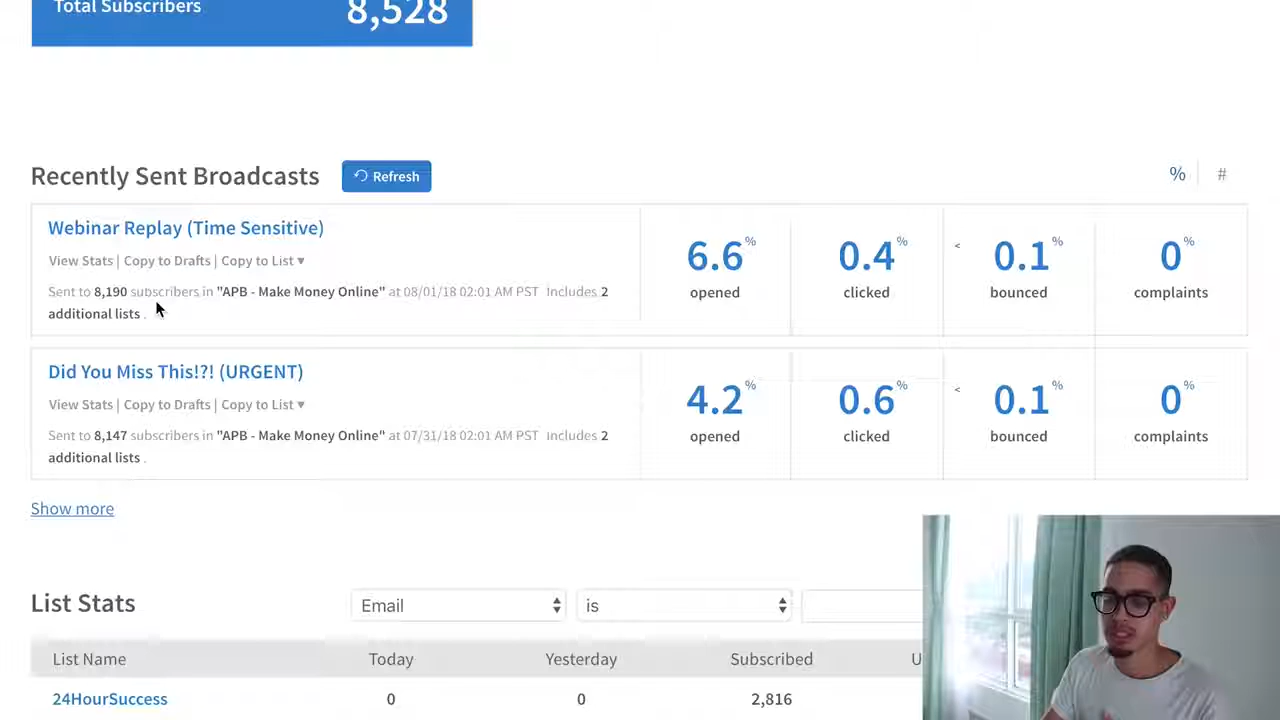 Total Subscribers 8,528
Recently Sent Broadcasts Refresh % #
Webinar Replay (Time Sensitive)
View Stats | Copy to Drafts | Copy to List ▾
Sent to 8,190 subscribers in "APB - Make Money Online" at 08/01/18 02:01 AM PST Includes 2
additional lists .
6.6 % 0.4 % < 0.1 % 0 %
opened clicked bounced complaints
Did You Miss This!?! (URGENT)
View Stats | Copy to Drafts | Copy to List ▾
Sent to 8,147 subscribers in "APB - Make Money Online" at 07/31/18 02:01 AM PST Includes 2
additional lists .
4.2 % 0.6 % < 0.1 % 0 %
opened clicked bounced complaints
Show more
List Stats Email is
List Name Today Yesterday Subscribed U
24HourSuccess 0 0 2,816